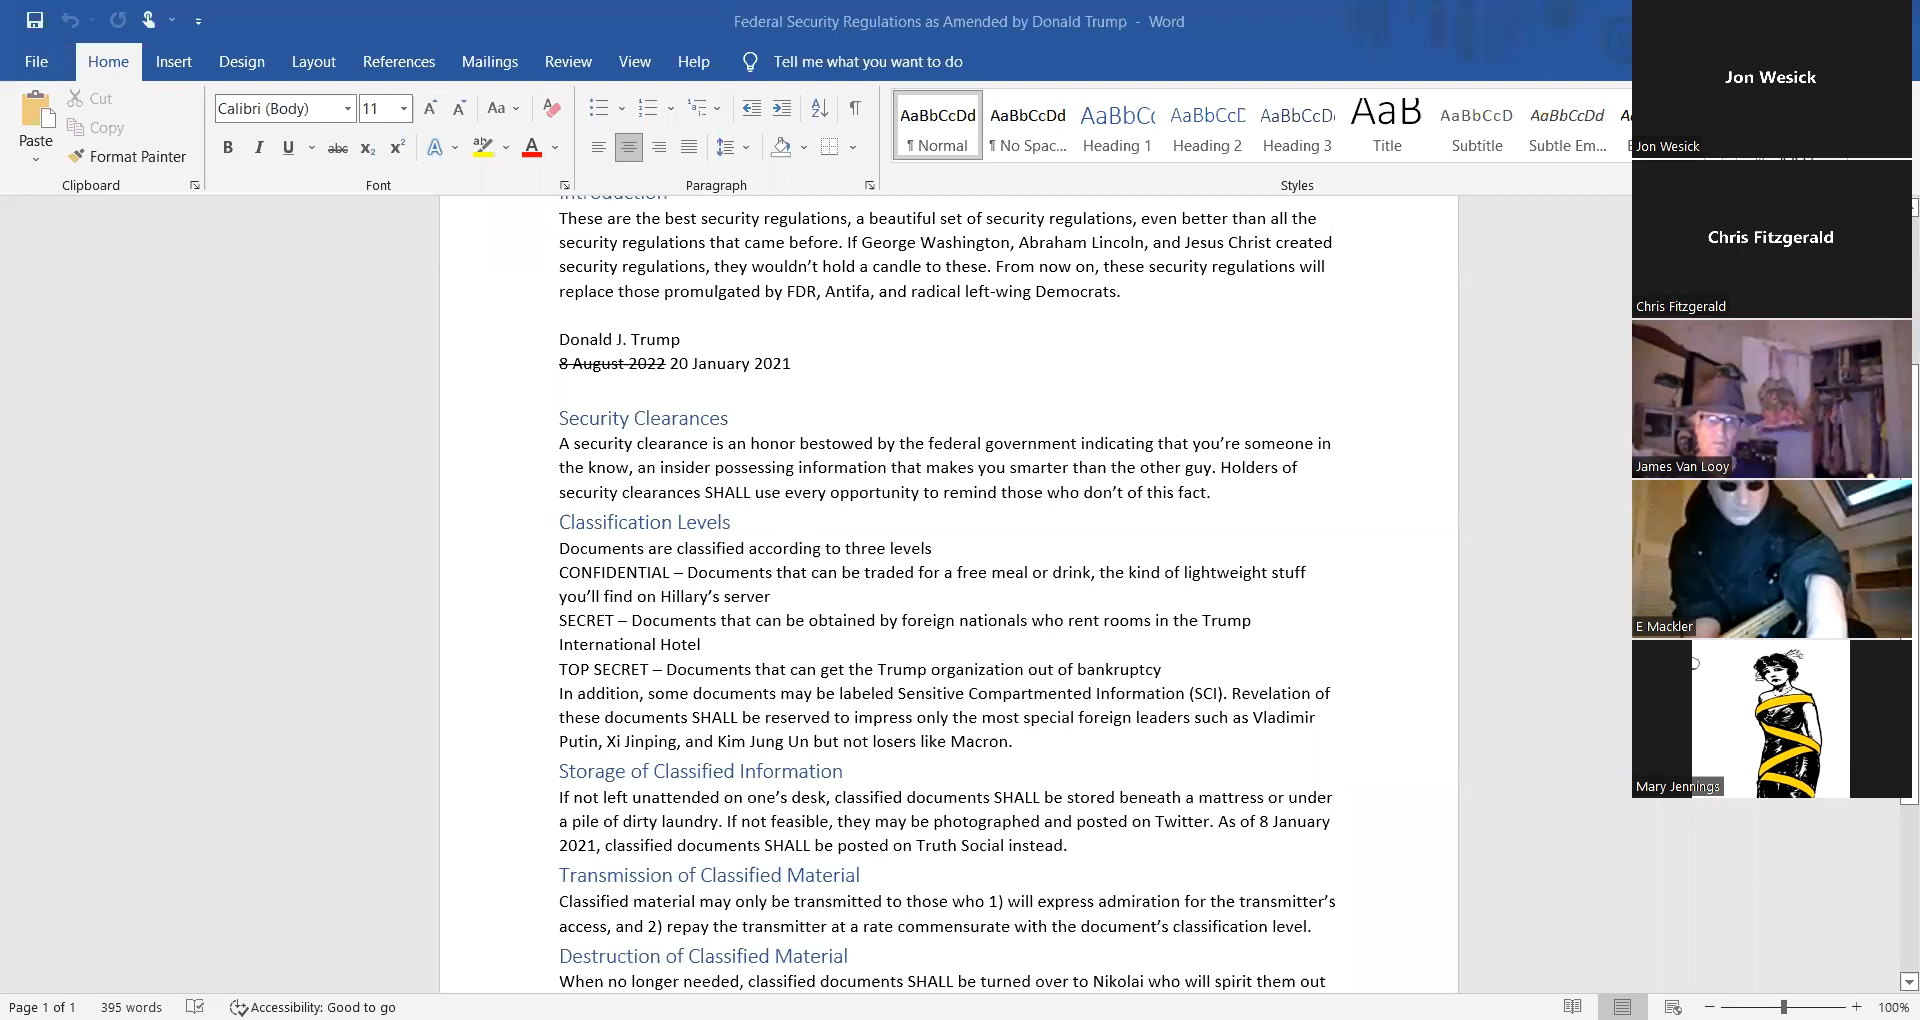 Federal Security Regulations as Amended by Donald Trump - Word
File Home Insert Design Layout References Mailings Review View Help Tell me what you want to do
Cut
Copy
Paste
Format Painter
Clipboard
Calibri (Body) 11
Aa
B I U abc x₂ x² A ab A
Font
Paragraph
AaBbCcDd AaBbCcDd AaBbCc AaBbCcC AaBbCcDc AaB AaBbCcD AaBbCcDd
¶ Normal ¶ No Spac... Heading 1 Heading 2 Heading 3 Title Subtitle Subtle Em...
Styles
Introduction
These are the best security regulations, a beautiful set of security regulations, even better than all the
security regulations that came before. If George Washington, Abraham Lincoln, and Jesus Christ created
security regulations, they wouldn’t hold a candle to these. From now on, these security regulations will
replace those promulgated by FDR, Antifa, and radical left-wing Democrats.
Donald J. Trump
8 August 2022 20 January 2021
Security Clearances
A security clearance is an honor bestowed by the federal government indicating that you’re someone in
the know, an insider possessing information that makes you smarter than the other guy. Holders of
security clearances SHALL use every opportunity to remind those who don’t of this fact.
Classification Levels
Documents are classified according to three levels
CONFIDENTIAL – Documents that can be traded for a free meal or drink, the kind of lightweight stuff
you’ll find on Hillary’s server
SECRET – Documents that can be obtained by foreign nationals who rent rooms in the Trump
International Hotel
TOP SECRET – Documents that can get the Trump organization out of bankruptcy
In addition, some documents may be labeled Sensitive Compartmented Information (SCI). Revelation of
these documents SHALL be reserved to impress only the most special foreign leaders such as Vladimir
Putin, Xi Jinping, and Kim Jung Un but not losers like Macron.
Storage of Classified Information
If not left unattended on one’s desk, classified documents SHALL be stored beneath a mattress or under
a pile of dirty laundry. If not feasible, they may be photographed and posted on Twitter. As of 8 January
2021, classified documents SHALL be posted on Truth Social instead.
Transmission of Classified Material
Classified material may only be transmitted to those who 1) will express admiration for the transmitter’s
access, and 2) repay the transmitter at a rate commensurate with the document’s classification level.
Destruction of Classified Material
When no longer needed, classified documents SHALL be turned over to Nikolai who will spirit them out
Jon Wesick
Jon Wesick
Chris Fitzgerald
Chris Fitzgerald
James Van Looy
E Mackler
Mary Jennings
Page 1 of 1 395 words Accessibility: Good to go 100%